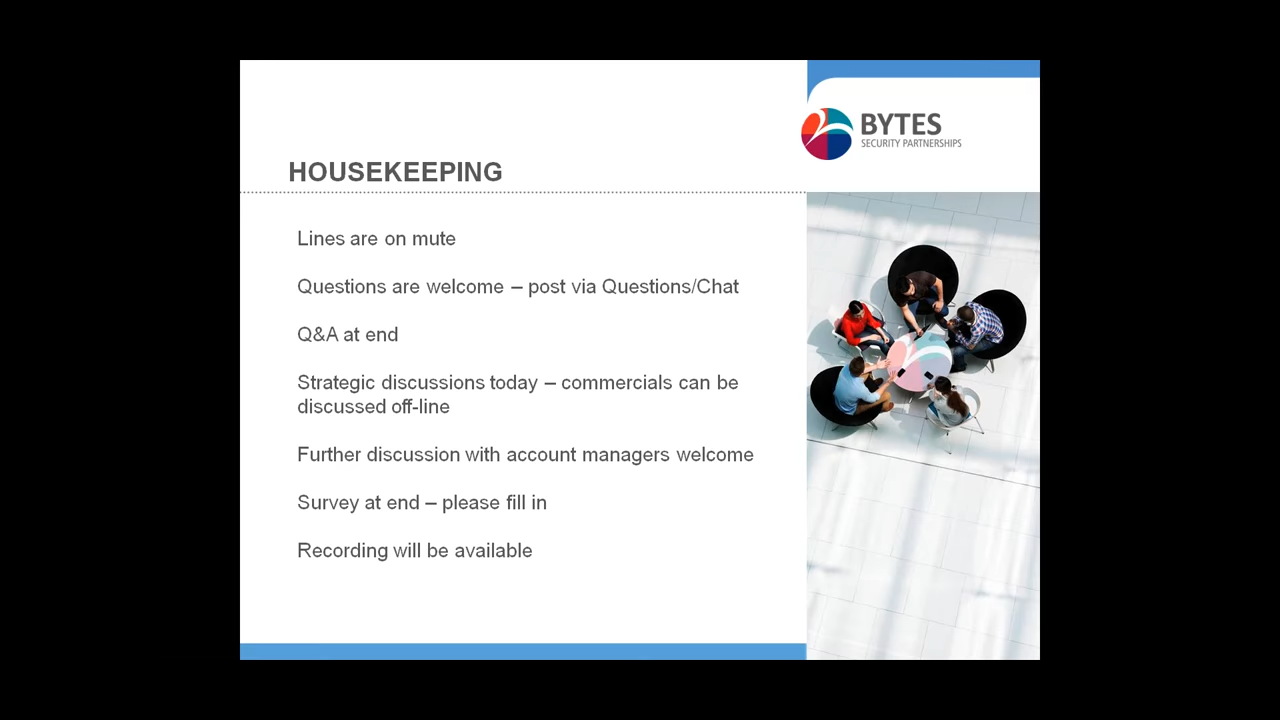 BYTES
SECURITY PARTNERSHIPS
HOUSEKEEPING
Lines are on mute
Questions are welcome – post via Questions/Chat
Q&A at end
Strategic discussions today – commercials can be
discussed off-line
Further discussion with account managers welcome
Survey at end – please fill in
Recording will be available